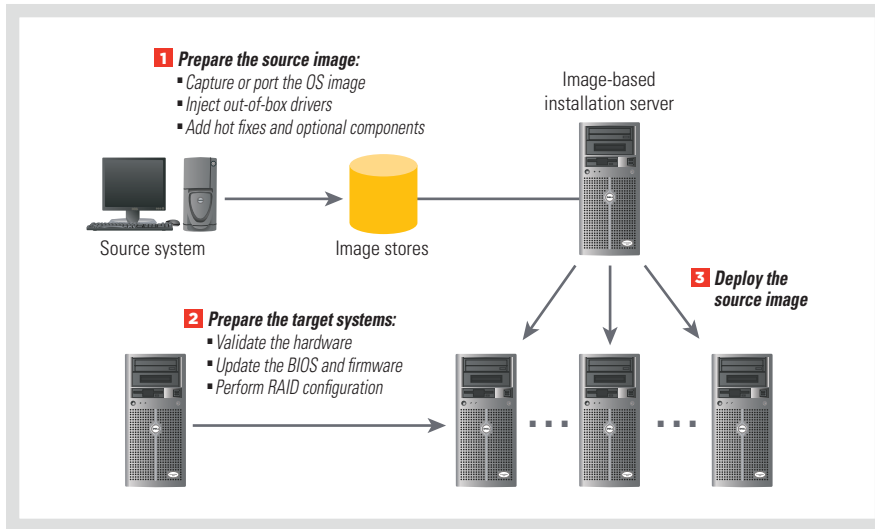 1 Prepare the source image:
▪ Capture or port the OS image
▪ Inject out-of-box drivers
▪ Add hot fixes and optional components
Image-based
installation server
Source system
Image stores
3 Deploy the
source image
2 Prepare the target systems:
▪ Validate the hardware
▪ Update the BIOS and firmware
▪ Perform RAID configuration